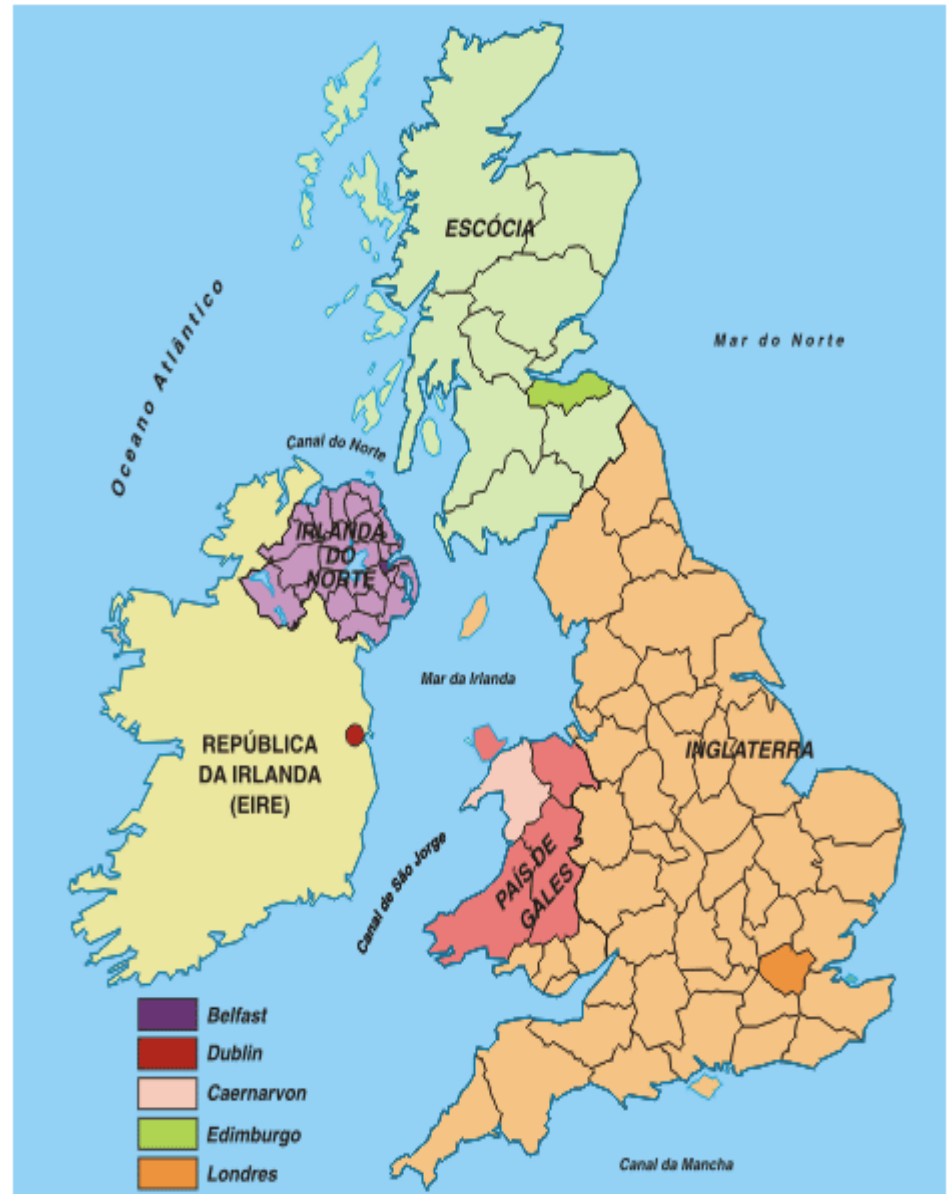 ESCÓCIA
Oceano Atlântico
Mar do Norte
Canal do Norte
IRLANDA
DO
NORTE
Mar da Irlanda
REPÚBLICA
DA IRLANDA
(EIRE)
INGLATERRA
Canal de São Jorge
PAÍS DE
GALES
Belfast
Dublin
Caernarvon
Edimburgo
Londres
Canal da Mancha